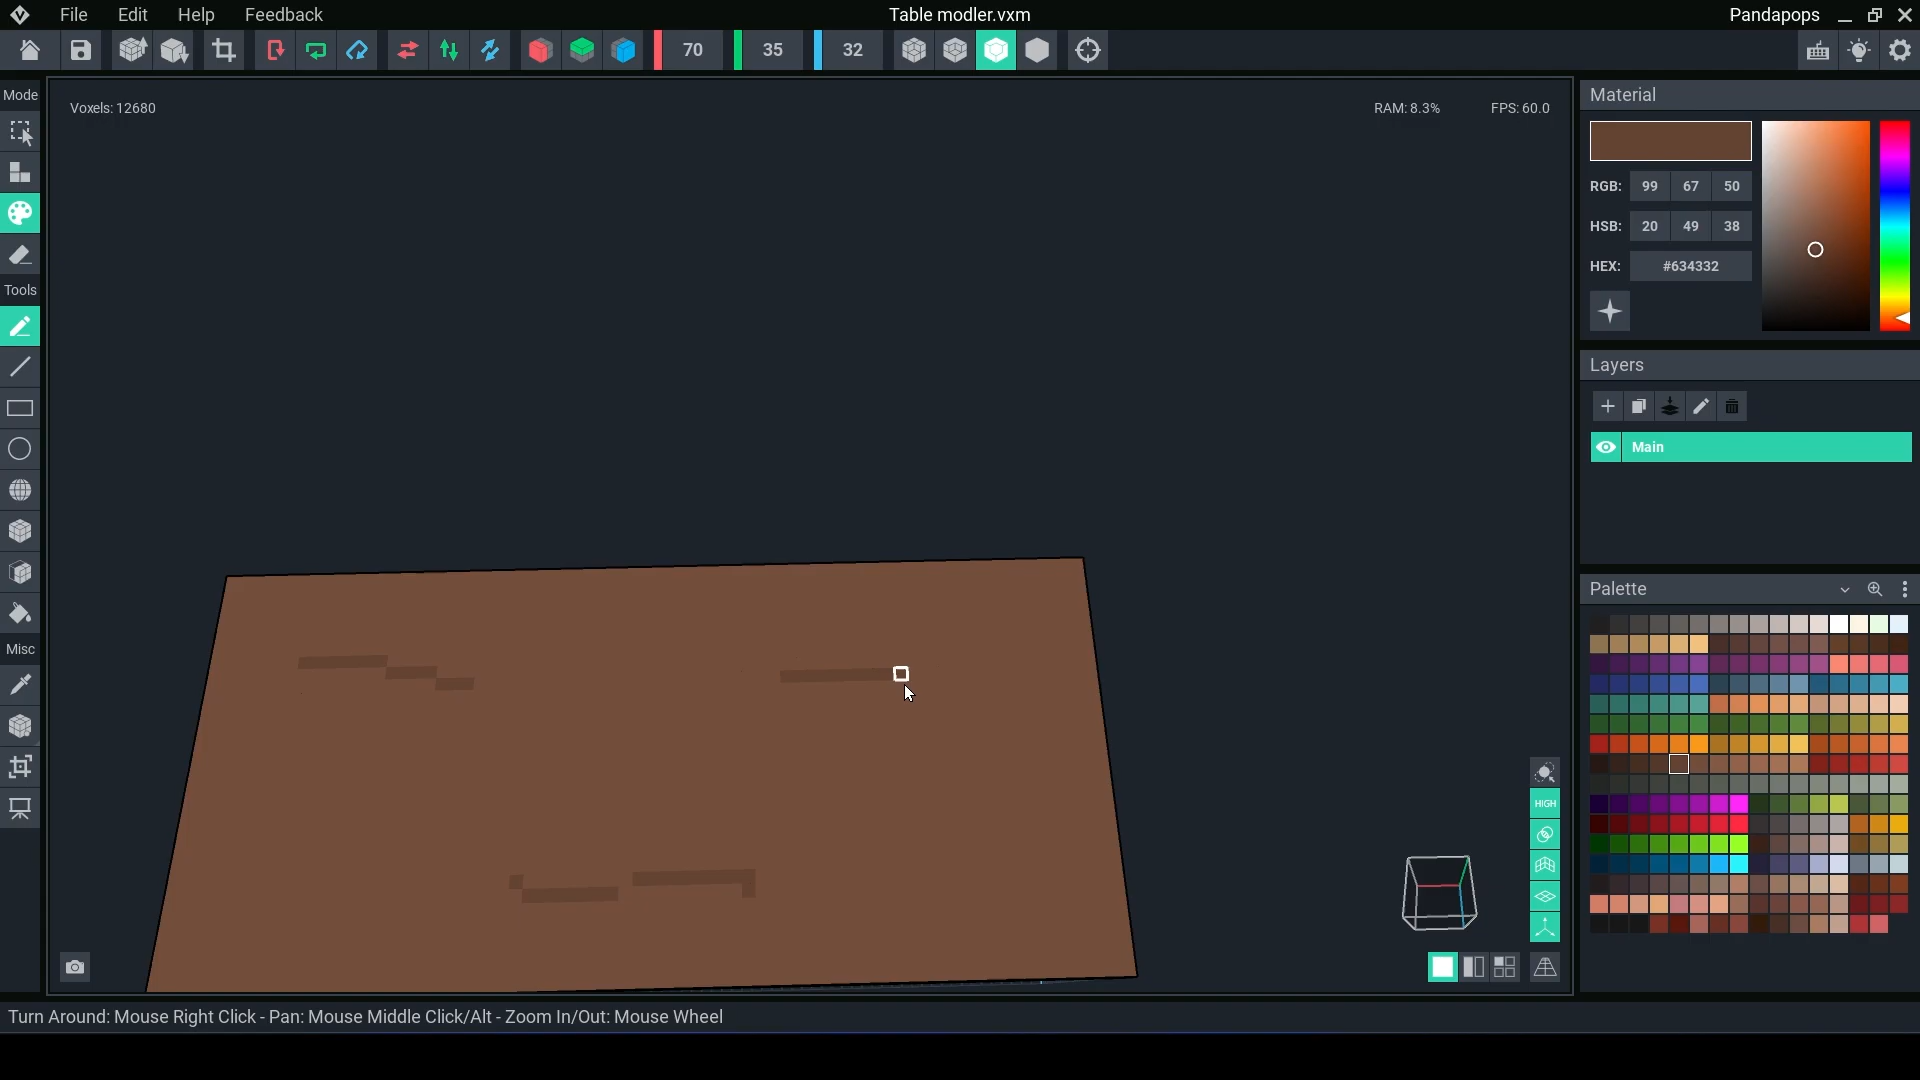 File Edit Help Feedback Table modler.vxm Pandapops
70 35 32
Mode
Voxels: 12680 RAM: 8.3% FPS: 60.0
Material
RGB: 99 67 50
HSB: 20 49 38
HEX: #634332
Tools
Layers
Main
Palette
Misc
HIGH
Turn Around: Mouse Right Click - Pan: Mouse Middle Click/Alt - Zoom In/Out: Mouse Wheel